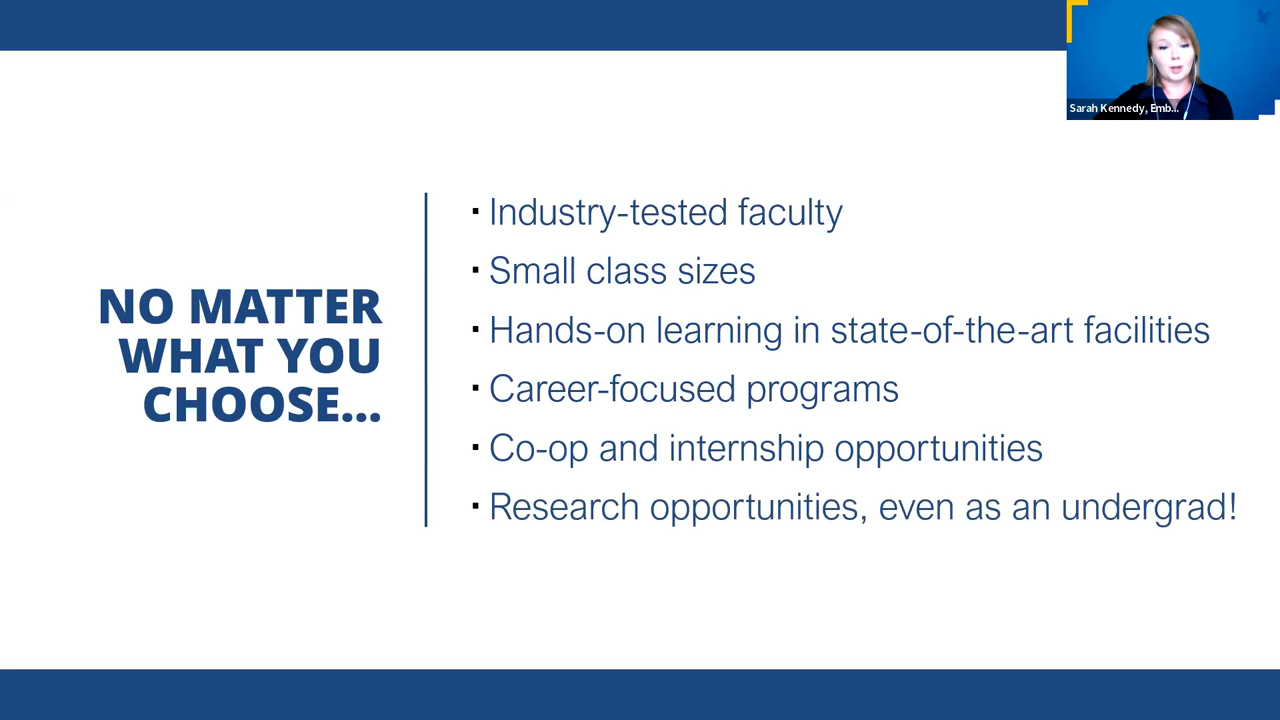 Sarah Kennedy, Emb...
NO MATTER
WHAT YOU
CHOOSE...
▪ Industry-tested faculty
▪ Small class sizes
▪ Hands-on learning in state-of-the-art facilities
▪ Career-focused programs
▪ Co-op and internship opportunities
▪ Research opportunities, even as an undergrad!